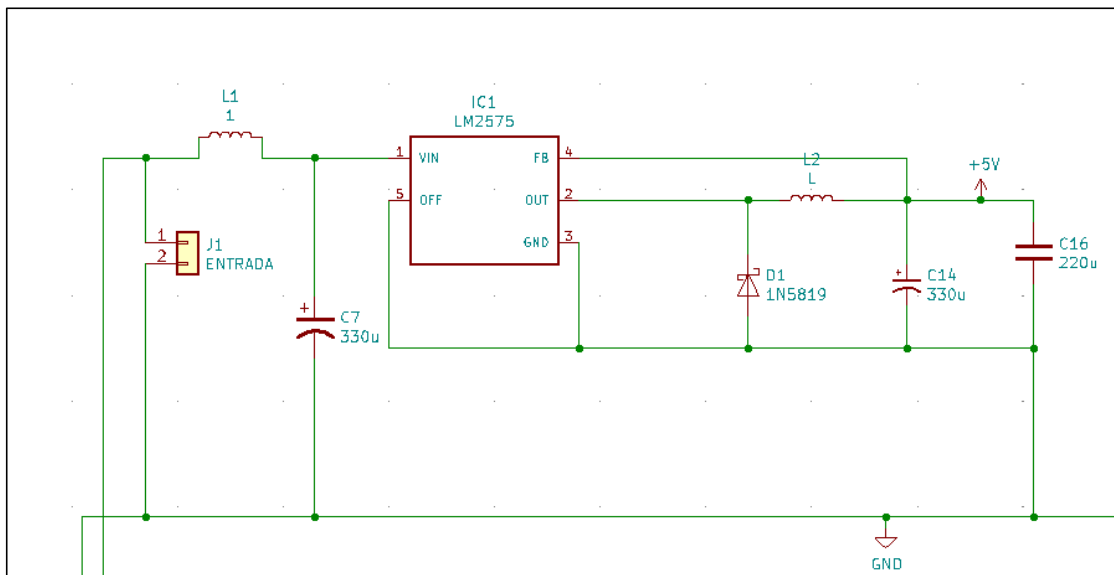 L1
1
IC1
LM2575
1 VIN FB 4
5 OFF OUT 2
GND 3
L2
L
+5V
1
2
J1
ENTRADA
C7
330u
D1
1N5819
C14
330u
C16
220u
GND